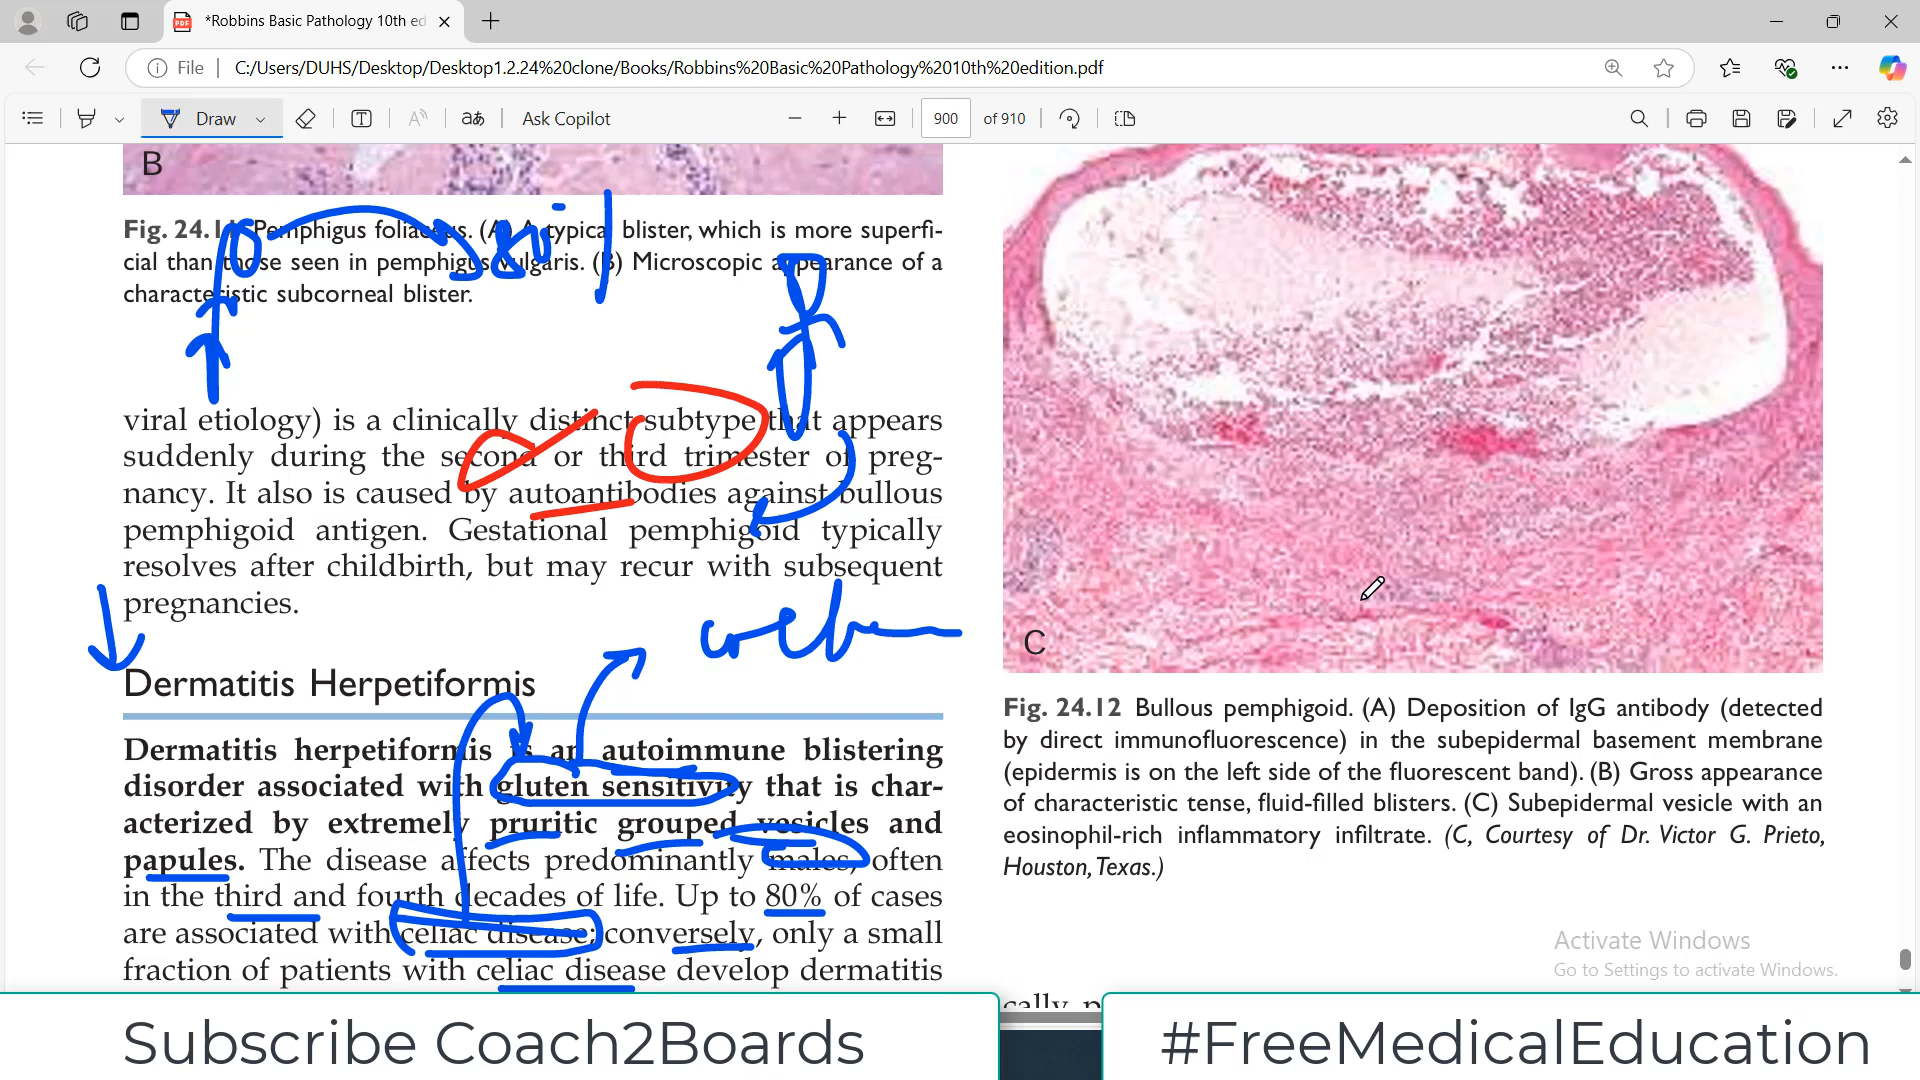 *Robbins Basic Pathology 10th ed
File
C:/Users/DUHS/Desktop/Desktop1.2.24%20clone/Books/Robbins%20Basic%20Pathology%2010th%20edition.pdf
Draw
Ask Copilot
900 of 910
B
Fig. 24.11 Pemphigus foliaceus. (A) A typical blister, which is more superfi-
cial than those seen in pemphigus vulgaris. (B) Microscopic appearance of a
characteristic subcorneal blister.
viral etiology) is a clinically distinct subtype that appears
suddenly during the second or third trimester of preg-
nancy. It also is caused by autoantibodies against bullous
pemphigoid antigen. Gestational pemphigoid typically
resolves after childbirth, but may recur with subsequent
pregnancies.
Dermatitis Herpetiformis
Dermatitis herpetiformis is an autoimmune blistering
disorder associated with gluten sensitivity that is char-
acterized by extremely pruritic grouped vesicles and
papules. The disease affects predominantly males, often
in the third and fourth decades of life. Up to 80% of cases
are associated with celiac disease; conversely, only a small
fraction of patients with celiac disease develop dermatitis
C
Fig. 24.12 Bullous pemphigoid. (A) Deposition of IgG antibody (detected
by direct immunofluorescence) in the subepidermal basement membrane
(epidermis is on the left side of the fluorescent band). (B) Gross appearance
of characteristic tense, fluid-filled blisters. (C) Subepidermal vesicle with an
eosinophil-rich inflammatory infiltrate. (C, Courtesy of Dr. Victor G. Prieto,
Houston, Texas.)
Activate Windows
Go to Settings to activate Windows.
Subscribe Coach2Boards
#FreeMedicalEducation